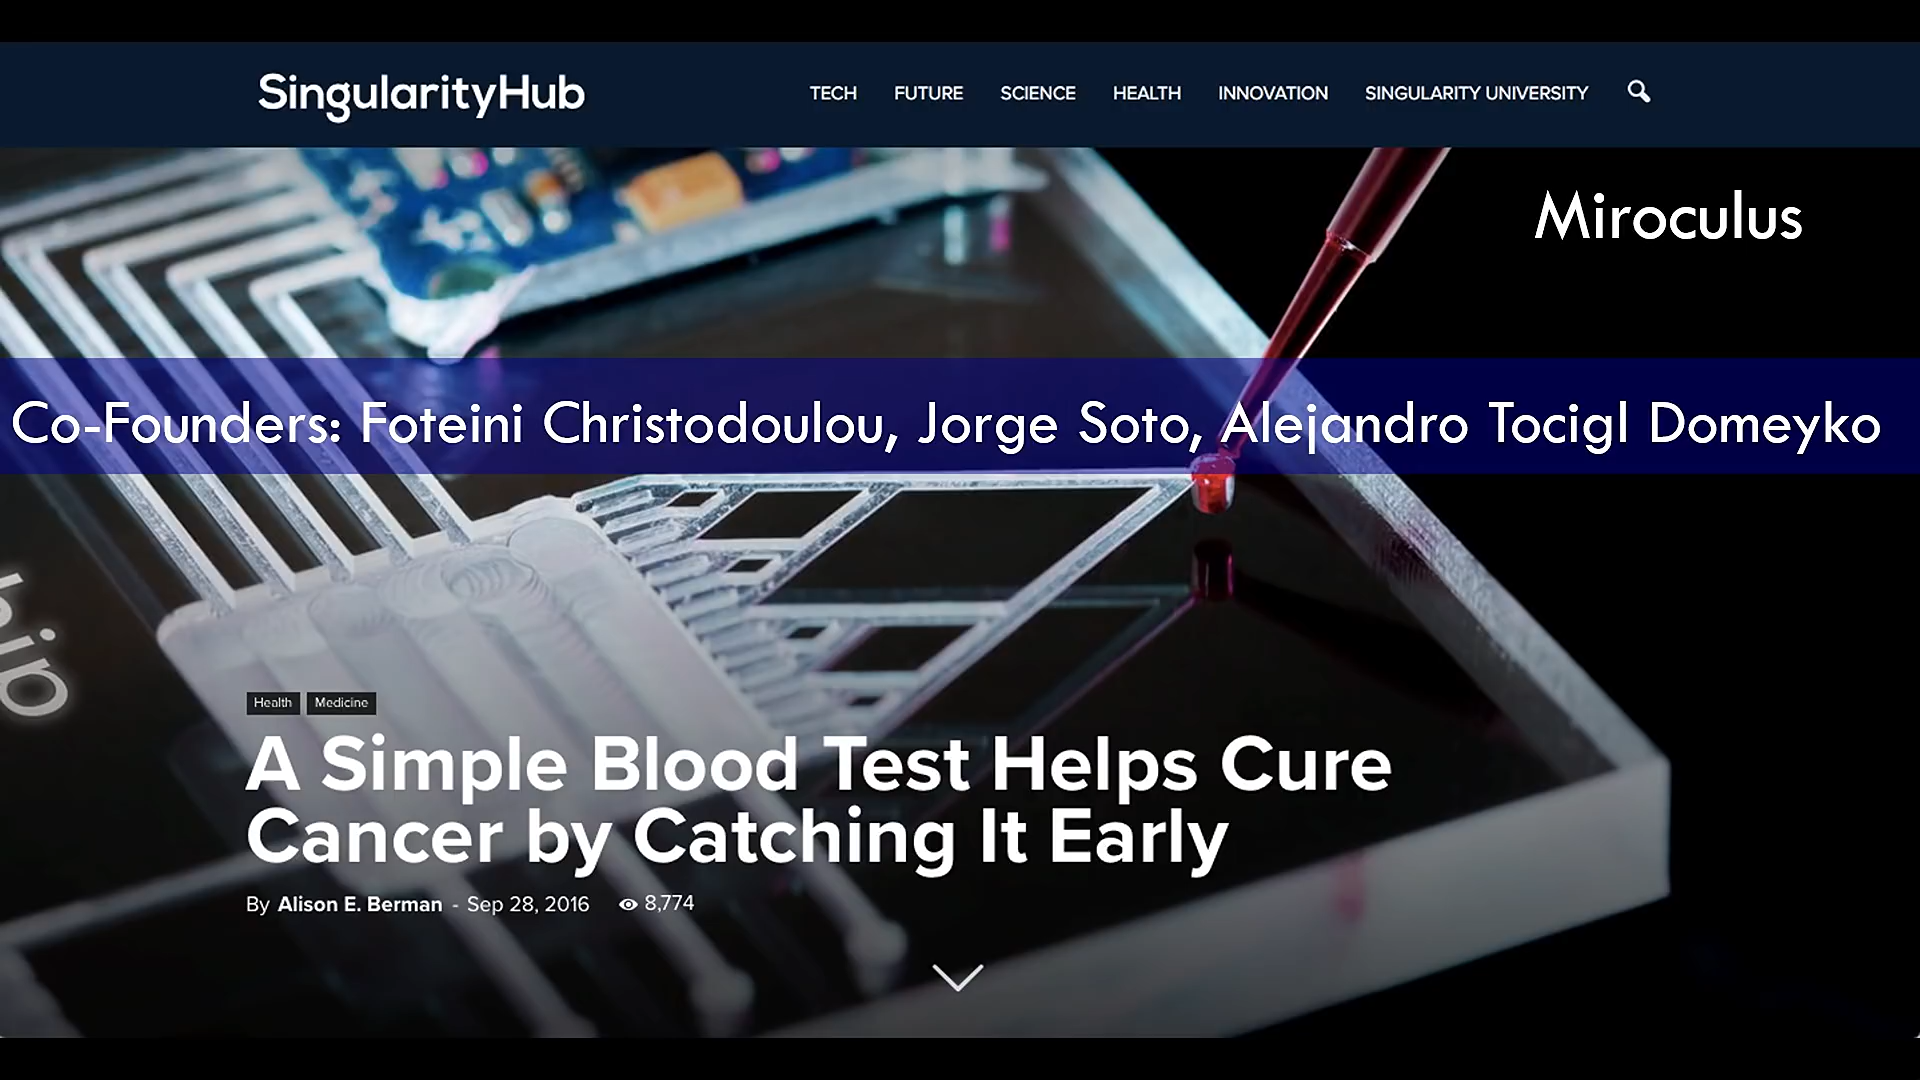 SingularityHub
TECH FUTURE SCIENCE HEALTH INNOVATION SINGULARITY UNIVERSITY
Miroculus
Co-Founders: Foteini Christodoulou, Jorge Soto, Alejandro Tocigl Domeyko
hip
Health Medicine
A Simple Blood Test Helps Cure
Cancer by Catching It Early
By Alison E. Berman - Sep 28, 2016 8,774